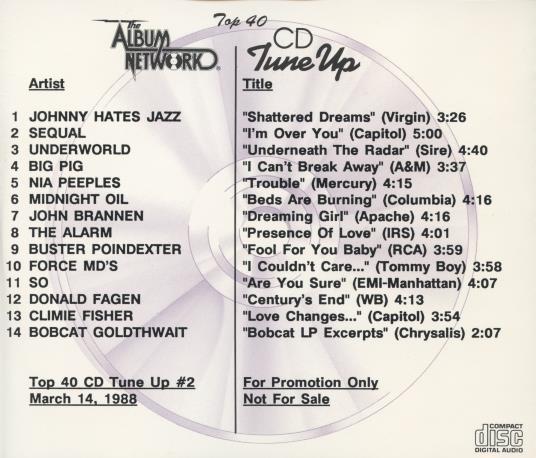 The ALBUM NETWORK® Top 40 CD Tune Up
Artist Title
1 JOHNNY HATES JAZZ "Shattered Dreams" (Virgin) 3:26
2 SEQUAL "I'm Over You" (Capitol) 5:00
3 UNDERWORLD "Underneath The Radar" (Sire) 4:40
4 BIG PIG "I Can't Break Away" (A&M) 3:37
5 NIA PEEPLES "Trouble" (Mercury) 4:15
6 MIDNIGHT OIL "Beds Are Burning" (Columbia) 4:16
7 JOHN BRANNEN "Dreaming Girl" (Apache) 4:16
8 THE ALARM "Presence Of Love" (IRS) 4:01
9 BUSTER POINDEXTER "Fool For You Baby" (RCA) 3:59
10 FORCE MD'S "I Couldn't Care..." (Tommy Boy) 3:58
11 SO "Are You Sure" (EMI-Manhattan) 4:07
12 DONALD FAGEN "Century's End" (WB) 4:13
13 CLIMIE FISHER "Love Changes..." (Capitol) 3:54
14 BOBCAT GOLDTHWAIT "Bobcat LP Excerpts" (Chrysalis) 2:07
Top 40 CD Tune Up #2 For Promotion Only
March 14, 1988 Not For Sale
COMPACT
disc
DIGITAL AUDIO